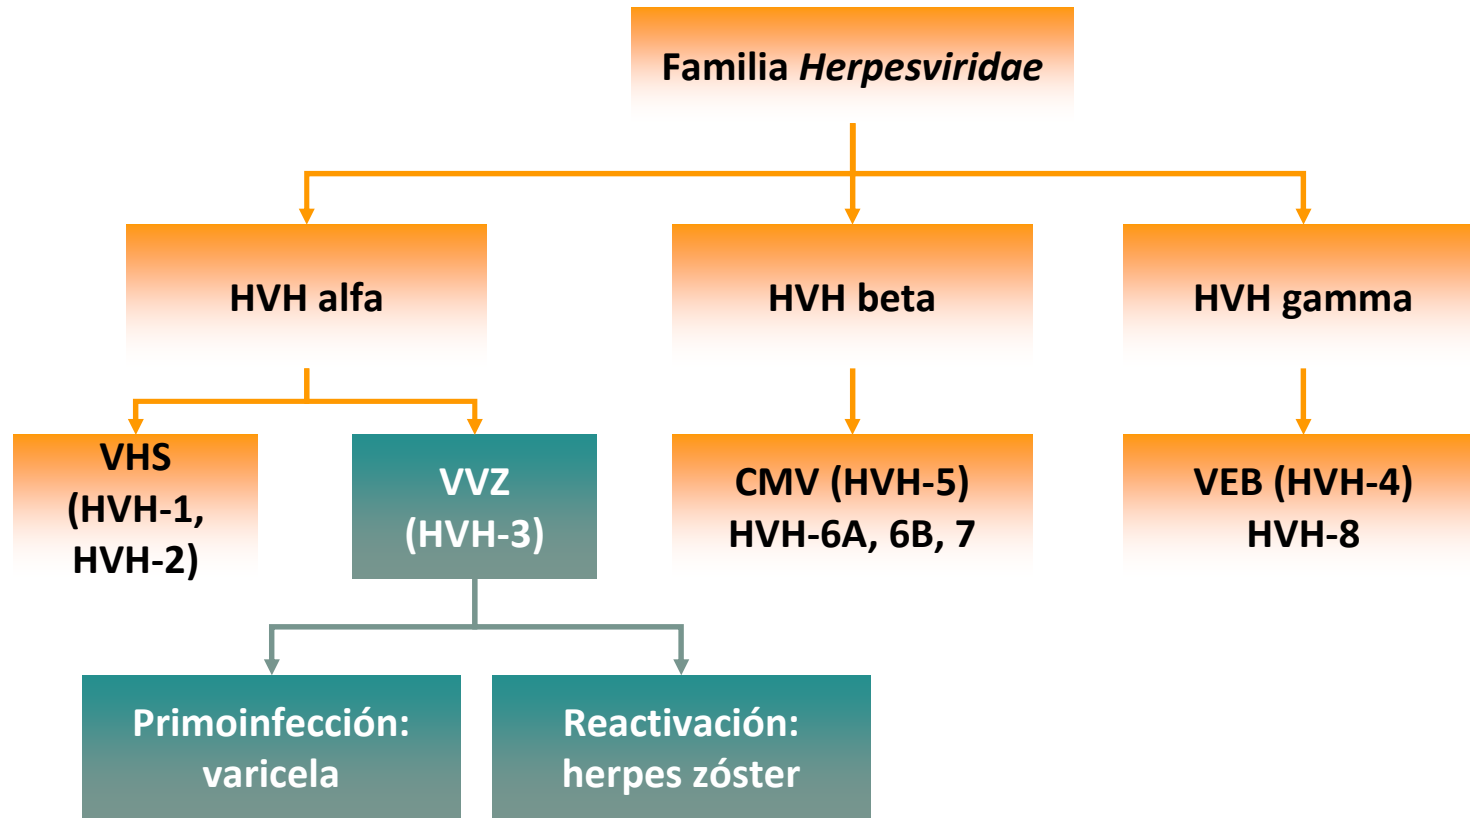 Familia Herpesviridae
HVH alfa
HVH beta
HVH gamma
VHS
(HVH-1,
HVH-2)
VVZ
(HVH-3)
CMV (HVH-5)
HVH-6A, 6B, 7
VEB (HVH-4)
HVH-8
Primoinfección:
varicela
Reactivación:
herpes zóster